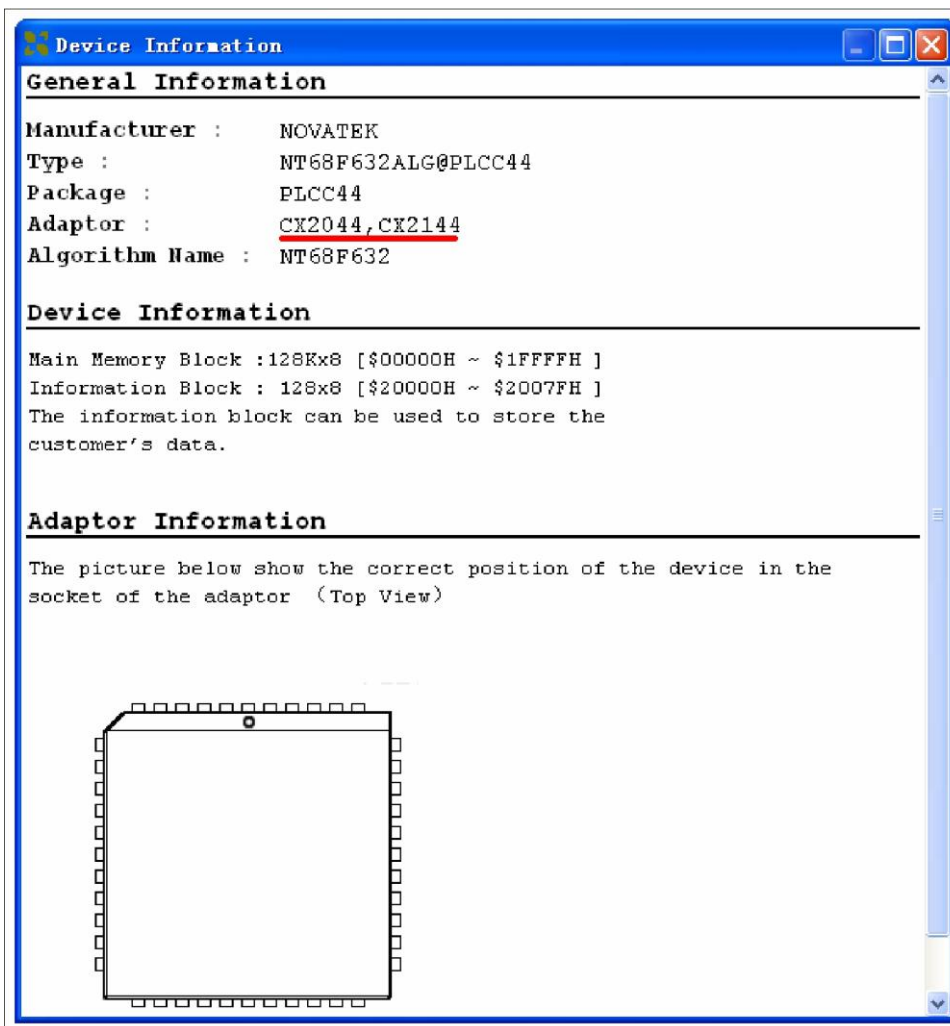 Device Information
General Information
Manufacturer : NOVATEK
Type : NT68F632ALG@PLCC44
Package : PLCC44
Adaptor : CX2044,CX2144
Algorithm Name : NT68F632
Device Information
Main Memory Block :128Kx8 [$00000H ~ $1FFFFH ]
Information Block : 128x8 [$20000H ~ $2007FH ]
The information block can be used to store the
customer's data.
Adaptor Information
The picture below show the correct position of the device in the
socket of the adaptor （Top View）